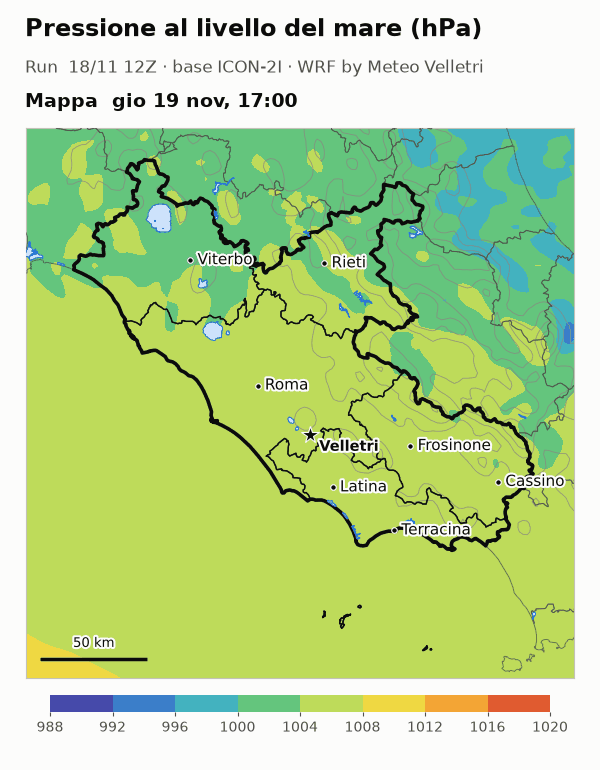 Pressione al livello del mare (hPa)
Run  18/11 12Z · base ICON-2I · WRF by Meteo Velletri
Mappa  gio 19 nov, 17:00
Viterbo
Rieti
Roma
Velletri
Frosinone
Cassino
Latina
Terracina
50 km
988 992 996 1000 1004 1008 1012 1016 1020